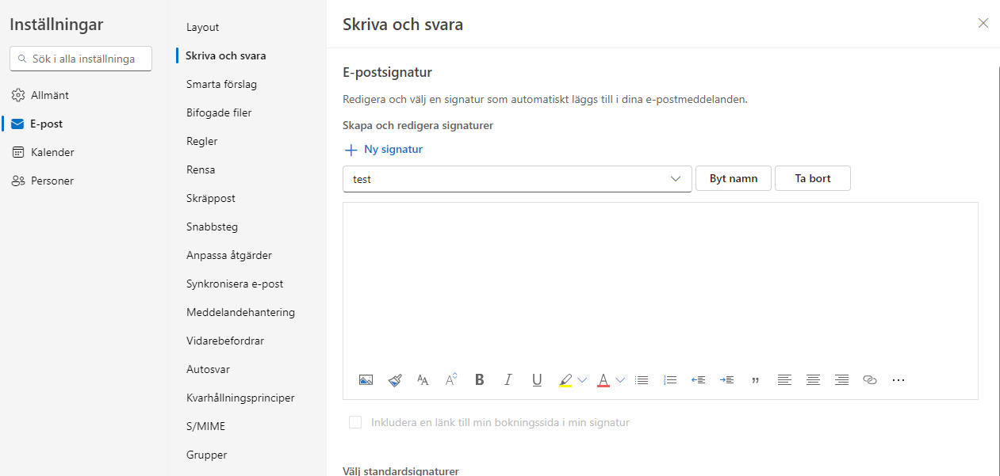 Inställningar
Sök i alla inställninga
Allmänt
E-post
Kalender
Personer
Layout
Skriva och svara
Smarta förslag
Bifogade filer
Regler
Rensa
Skräppost
Snabbsteg
Anpassa åtgärder
Synkronisera e-post
Meddelandehantering
Vidarebefordrar
Autosvar
Kvarhållningsprinciper
S/MIME
Grupper
Skriva och svara
E-postsignatur
Redigera och välj en signatur som automatiskt läggs till i dina e-postmeddelanden.
Skapa och redigera signaturer
Ny signatur
test
Byt namn
Ta bort
Inkludera en länk till min bokningssida i min signatur
Välj standardsignaturer